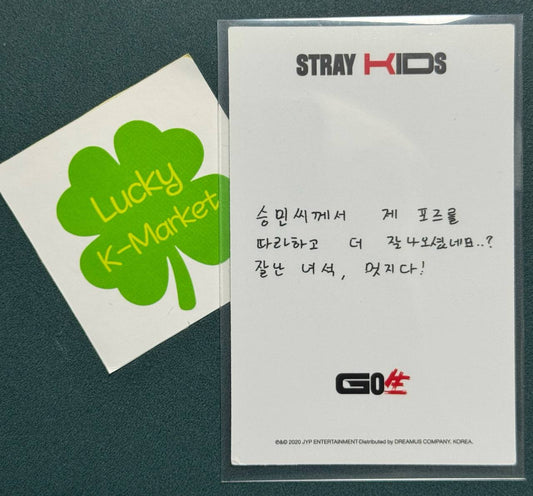 Lucky
K-Market
STRAY KIDS
승민씨께서 제 포즈를
따라하고 더 잘 나오셨네요..?
잘난 녀석, 멋지다!
GO生
℗&© 2020 JYP ENTERTAINMENT·Distributed by DREAMUS COMPANY. KOREA.